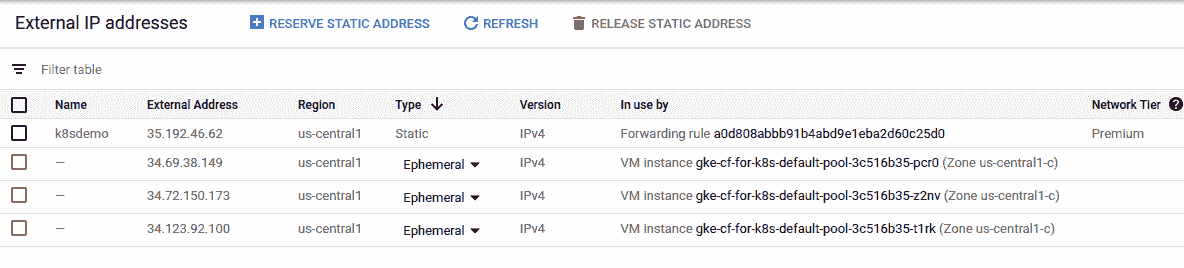 External IP addresses RESERVE STATIC ADDRESS REFRESH RELEASE STATIC ADDRESS
Filter table
Name External Address Region Type Version In use by Network Tier ?
k8sdemo 35.192.46.62 us-central1 Static IPv4 Forwarding rule a0d808abbb91b4abd9e1eba2d60c25d0 Premium
— 34.69.38.149 us-central1 Ephemeral IPv4 VM instance gke-cf-for-k8s-default-pool-3c516b35-pcr0 (Zone us-central1-c)
— 34.72.150.173 us-central1 Ephemeral IPv4 VM instance gke-cf-for-k8s-default-pool-3c516b35-z2nv (Zone us-central1-c)
— 34.123.92.100 us-central1 Ephemeral IPv4 VM instance gke-cf-for-k8s-default-pool-3c516b35-t1rk (Zone us-central1-c)